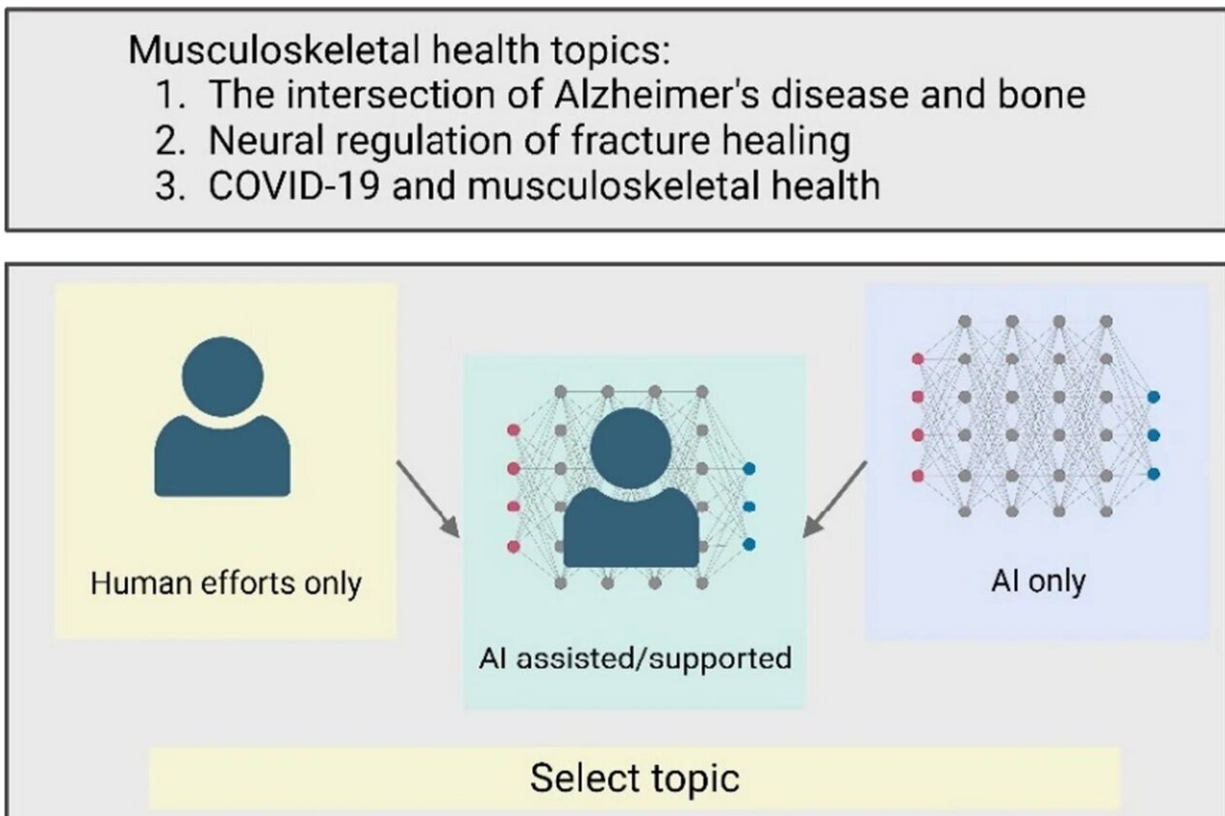 Musculoskeletal health topics:
1. The intersection of Alzheimer's disease and bone
2. Neural regulation of fracture healing
3. COVID-19 and musculoskeletal health
Human efforts only
AI assisted/supported
AI only
Select topic